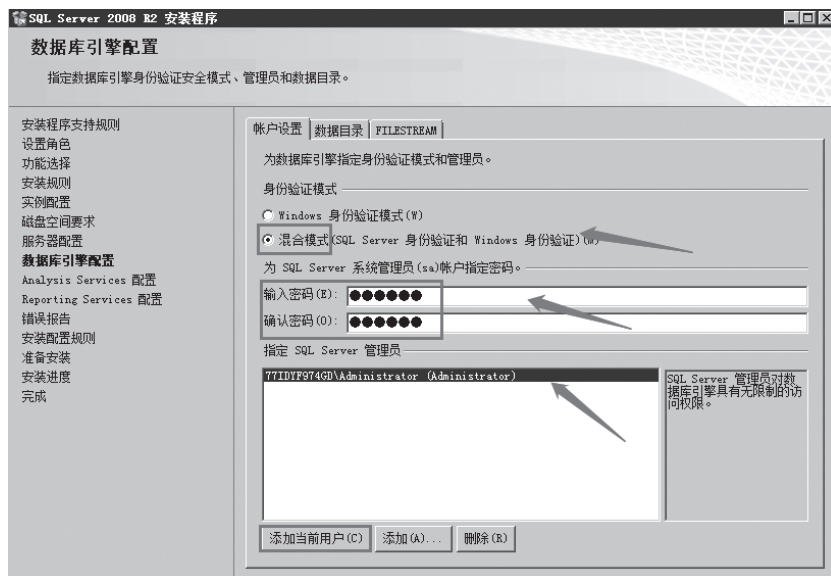 SQL Server 2008 R2 安装程序
数据库引擎配置
指定数据库引擎身份验证安全模式、管理员和数据目录。
安装程序支持规则
设置角色
功能选择
安装规则
实例配置
磁盘空间要求
服务器配置
数据库引擎配置
Analysis Services 配置
Reporting Services 配置
错误报告
安装配置规则
准备安装
安装进度
完成
帐户设置 数据目录 FILESTREAM
为数据库引擎指定身份验证模式和管理员。
身份验证模式
Windows 身份验证模式(W)
混合模式(SQL Server 身份验证和 Windows 身份验证)(M)
为 SQL Server 系统管理员(sa)帐户指定密码。
输入密码(E): ●●●●●●
确认密码(O): ●●●●●●
指定 SQL Server 管理员
77IDYF974GD\Administrator (Administrator)
SQL Server 管理员对数
据库引擎具有无限制的访
问权限。
添加当前用户(C) 添加(A)... 删除(R)